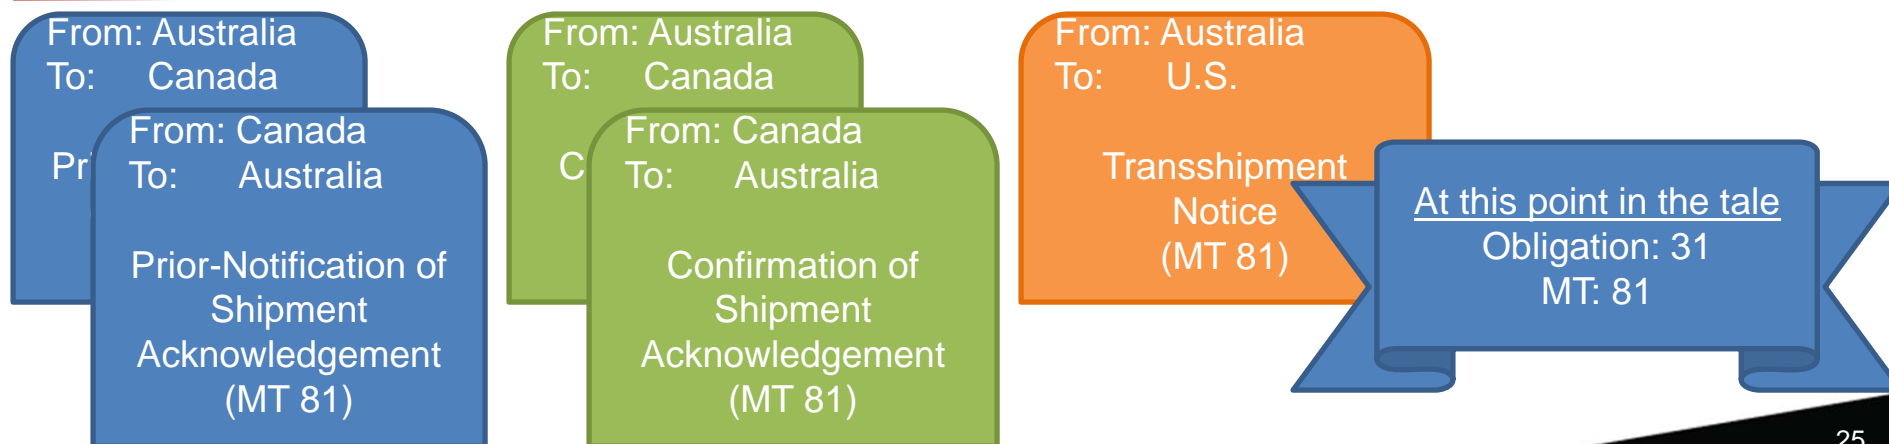 From: Australia
To: Canada
From: Canada
To: Australia
Prior-Notification of
Shipment
Acknowledgement
(MT 81)
From: Australia
To: Canada
From: Canada
To: Australia
Confirmation of
Shipment
Acknowledgement
(MT 81)
From: Australia
To: U.S.
Transshipment
Notice
(MT 81)
At this point in the tale
Obligation: 31
MT: 81
25